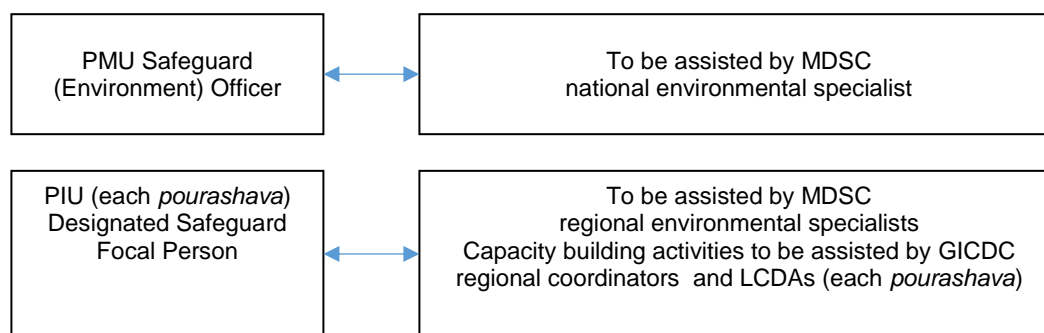 PMU Safeguard
(Environment) Officer
To be assisted by MDSC
national environmental specialist
PIU (each pourashava)
Designated Safeguard
Focal Person
To be assisted by MDSC
regional environmental specialists
Capacity building activities to be assisted by GICDC
regional coordinators and LCDAs (each pourashava)